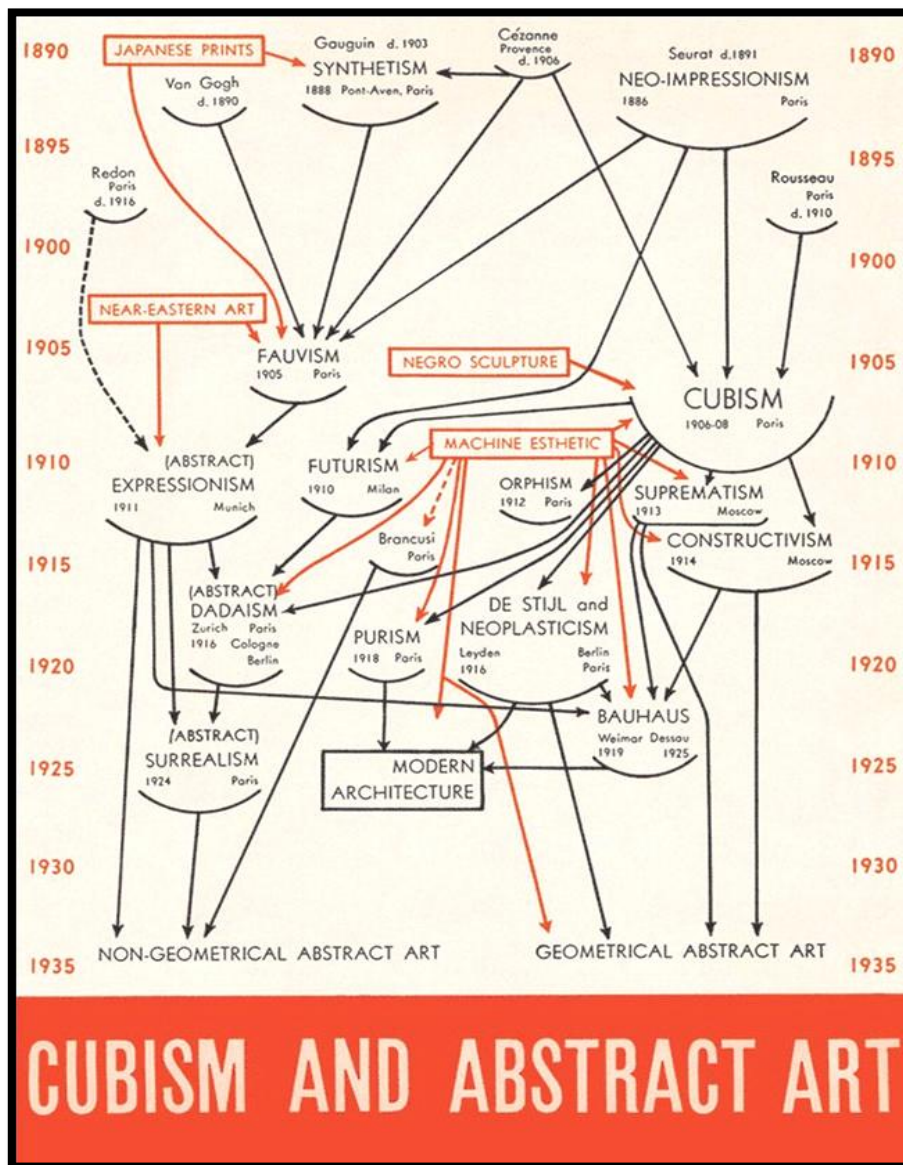 1890
JAPANESE PRINTS
Gauguin d. 1903
SYNTHETISM
1888 Pont-Aven, Paris
Cézanne
Provence
d. 1906
Seurat d.1891
NEO-IMPRESSIONISM
1886 Paris
1890
Van Gogh
d. 1890
1895
1895
Redon
Paris
d. 1916
Rousseau
Paris
d. 1910
1900
1900
NEAR-EASTERN ART
1905
FAUVISM
1905 Paris
NEGRO SCULPTURE
1905
CUBISM
1906-08 Paris
MACHINE ESTHETIC
1910
(ABSTRACT)
EXPRESSIONISM
1911 Munich
FUTURISM
1910 Milan
ORPHISM
1912 Paris
SUPREMATISM
1913 Moscow
1910
Brancusi
Paris
CONSTRUCTIVISM
1914 Moscow
1915
1915
(ABSTRACT)
DADAISM
Zurich Paris
1916 Cologne
Berlin
PURISM
1918 Paris
DE STIJL and
NEOPLASTICISM
Leyden Berlin
1916 Paris
1920
1920
BAUHAUS
Weimar Dessau
1919 1925
(ABSTRACT)
SURREALISM
1924 Paris
1925
MODERN
ARCHITECTURE
1925
1930
1930
NON-GEOMETRICAL ABSTRACT ART
GEOMETRICAL ABSTRACT ART
1935
1935
CUBISM AND ABSTRACT ART